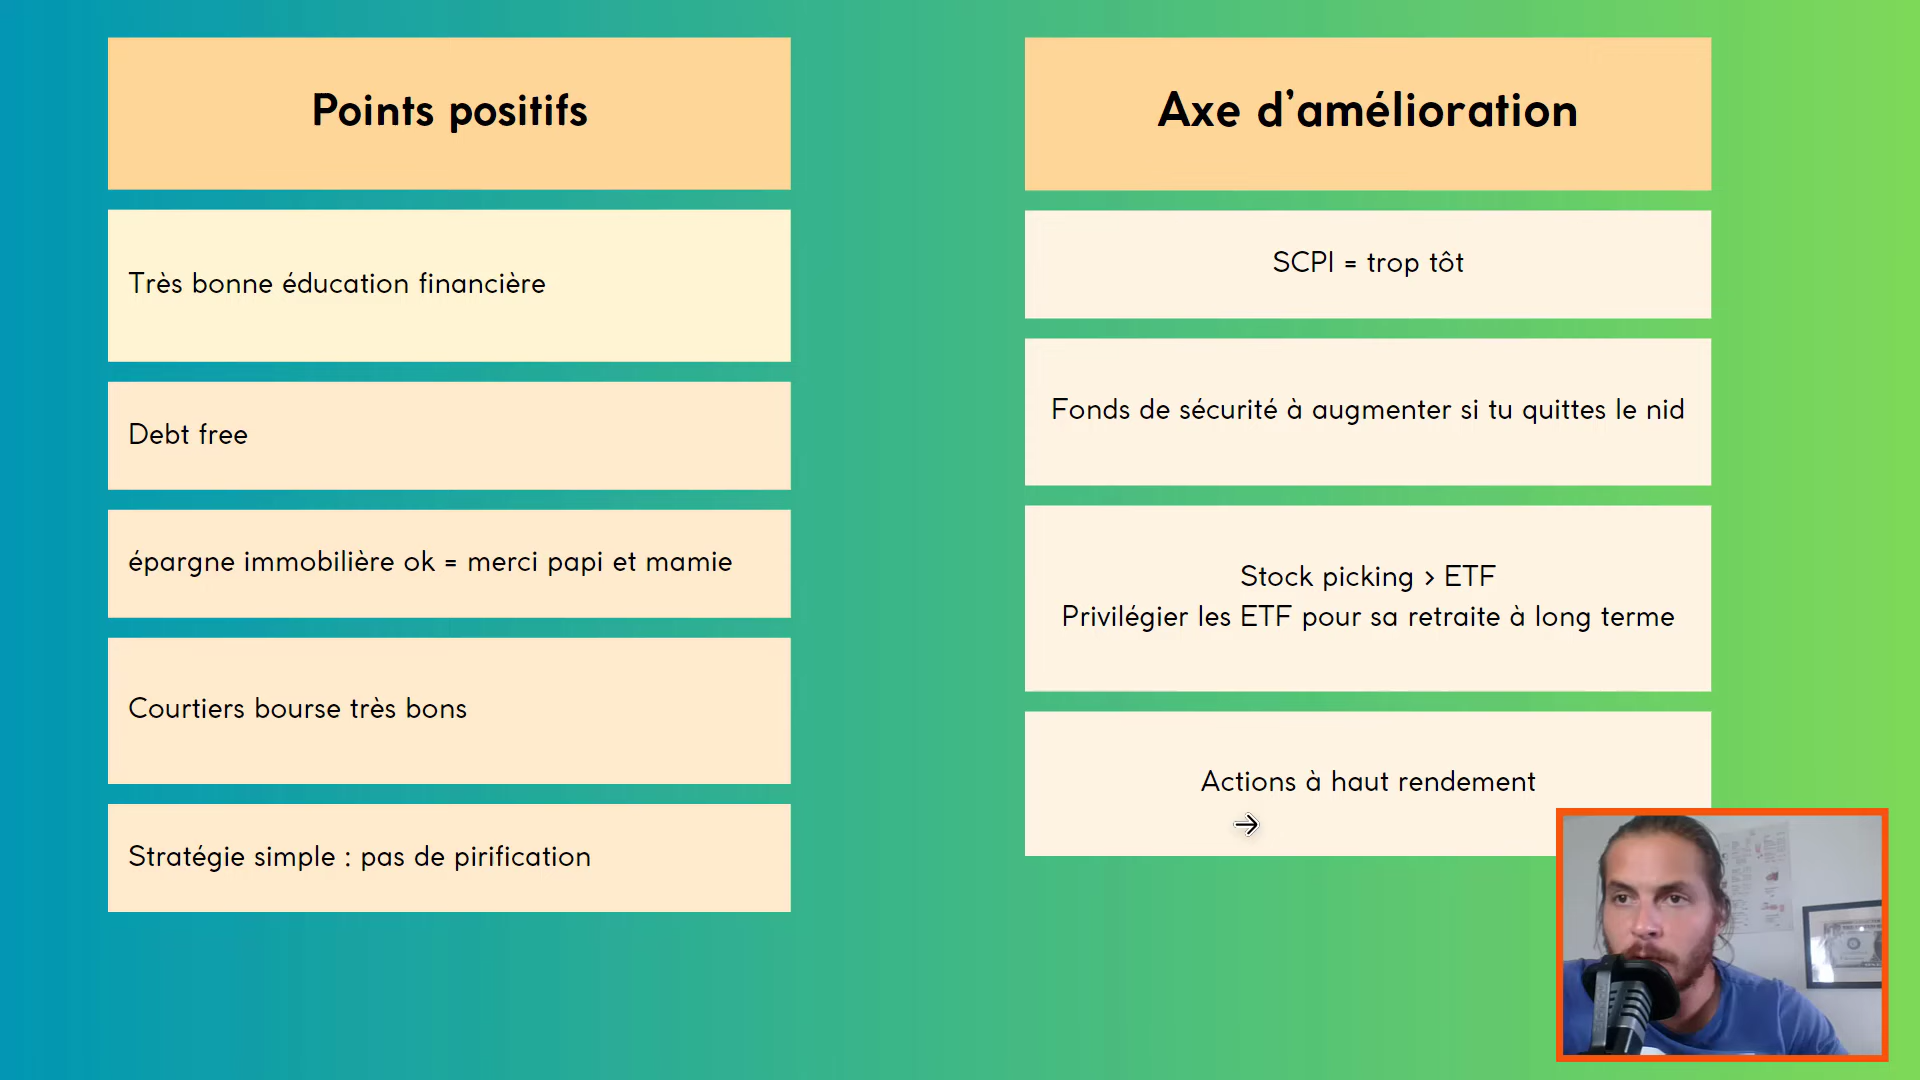 Points positifs
Très bonne éducation financière
Debt free
épargne immobilière ok = merci papi et mamie
Courtiers bourse très bons
Stratégie simple : pas de pirification
Axe d'amélioration
SCPI = trop tôt
Fonds de sécurité à augmenter si tu quittes le nid
Stock picking > ETF
Privilégier les ETF pour sa retraite à long terme
Actions à haut rendement